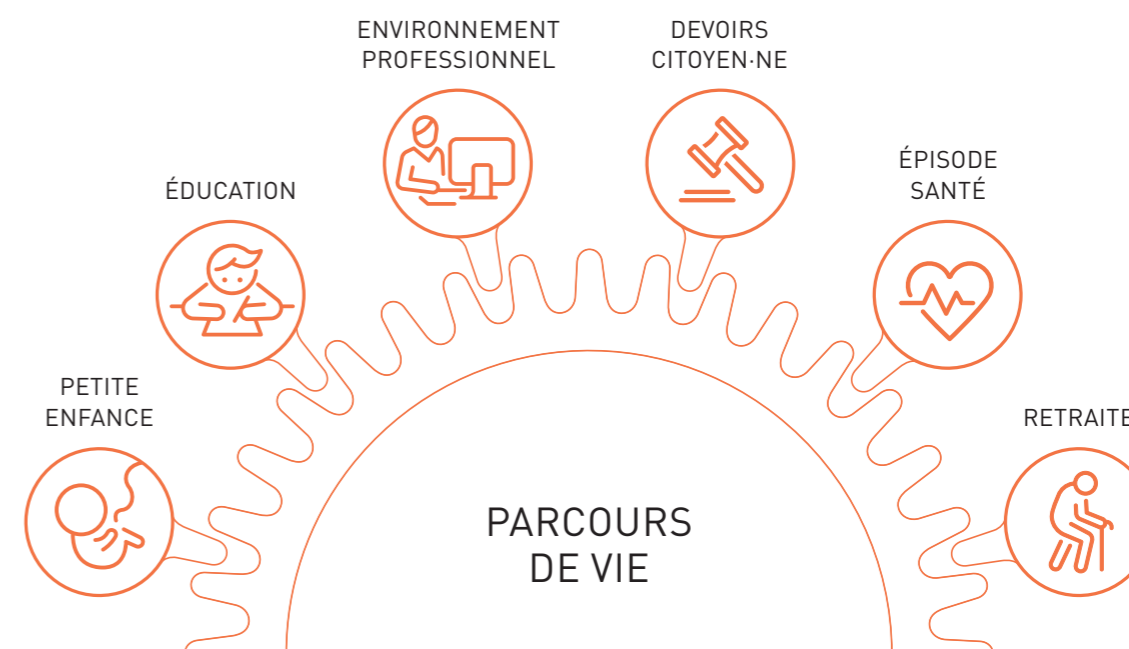 ENVIRONNEMENT
PROFESSIONNEL
DEVOIRS
CITOYEN·NE
ÉPISODE
SANTÉ
ÉDUCATION
PETITE
ENFANCE
RETRAITE
PARCOURS
DE VIE